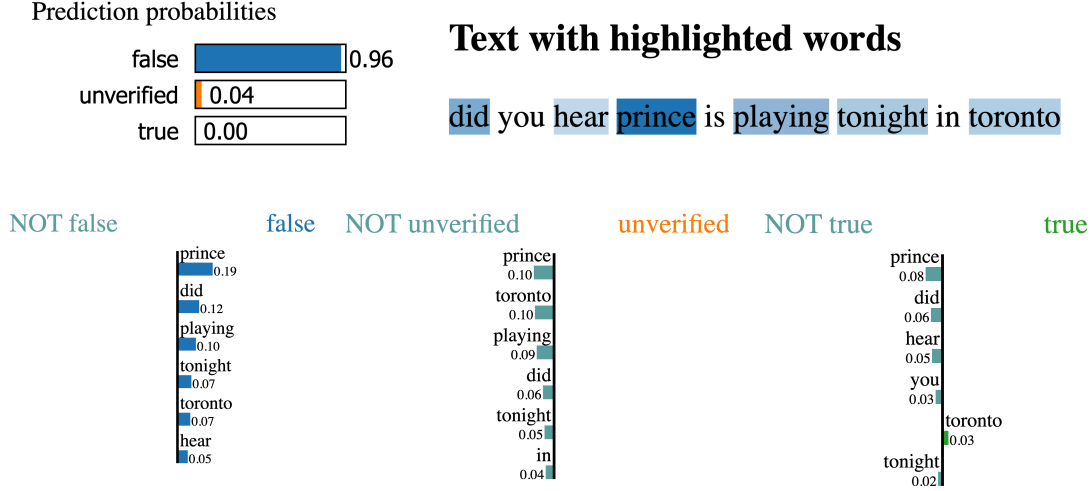 Prediction probabilities
false 0.96
unverified 0.04
true 0.00
Text with highlighted words
did you hear prince is playing tonight in toronto
NOT false false
prince
0.19
did
0.12
playing
0.10
tonight
0.07
toronto
0.07
hear
0.05
NOT unverified unverified
prince
0.10
toronto
0.10
playing
0.09
did
0.06
tonight
0.05
in
0.04
NOT true true
prince
0.08
did
0.06
hear
0.05
you
0.03
toronto
0.03
tonight
0.02